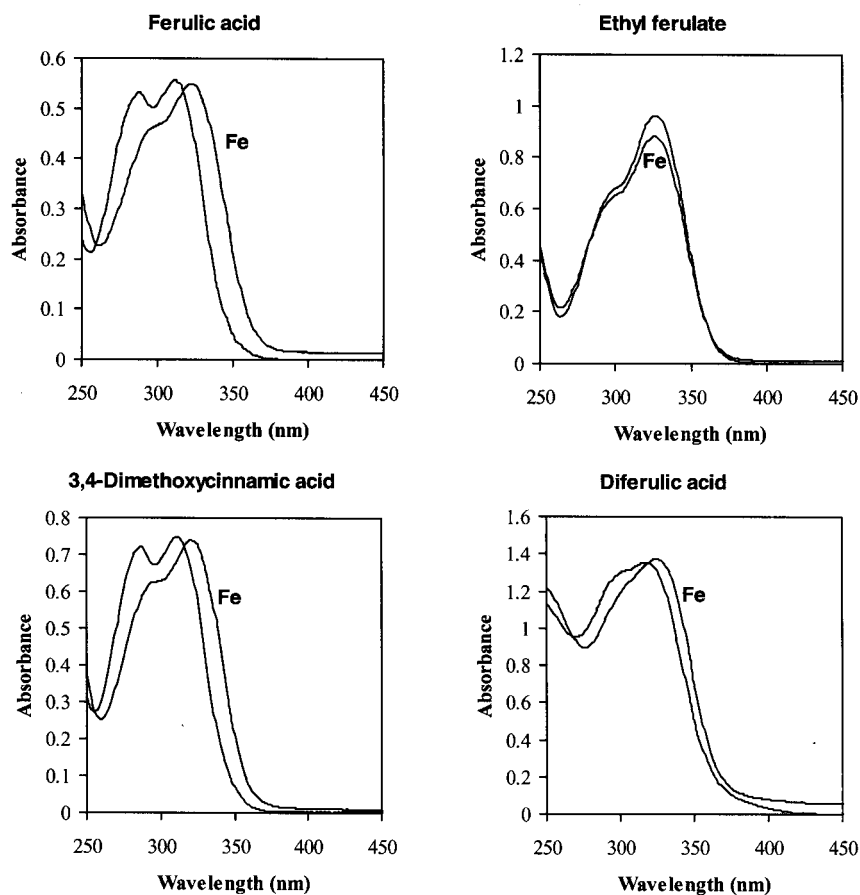 Ferulic acid
0.6
0.5
0.4
0.3
0.2
0.1
0
Absorbance
Fe
250 300 350 400 450
Wavelength (nm)
Ethyl ferulate
1.2
1
0.8
0.6
0.4
0.2
0
Absorbance
Fe
250 300 350 400 450
Wavelength (nm)
3,4-Dimethoxycinnamic acid
0.8
0.7
0.6
0.5
0.4
0.3
0.2
0.1
0
Absorbance
Fe
250 300 350 400 450
Wavelength (nm)
Diferulic acid
1.6
1.4
1.2
1
0.8
0.6
0.4
0.2
0
Absorbance
Fe
250 300 350 400 450
Wavelength (nm)